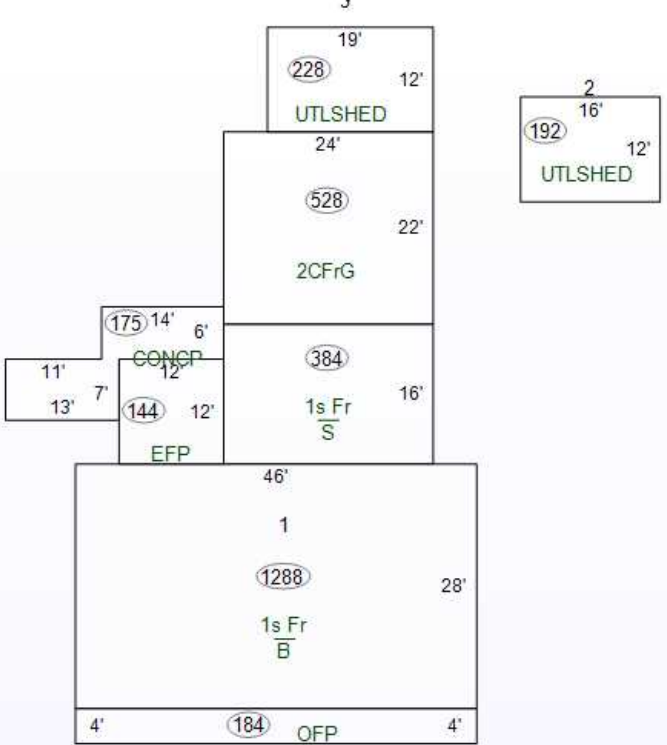 3
19'
228
12'
UTLSHED
2
16'
192
12'
UTLSHED
24'
528
22'
2CFrG
175 14' 6'
CONCP
11'
12'
7'
13'
144 12'
EFP
384
16'
1s Fr
S
46'
1
1288
28'
1s Fr
B
4' 184 OFP 4'